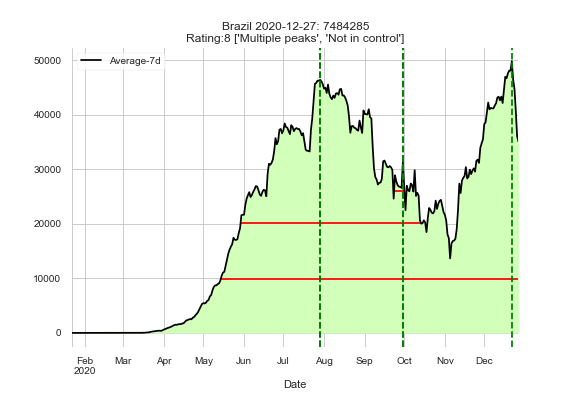 Brazil 2020-12-27: 7484285
Rating:8 ['Multiple peaks', 'Not in control']
Average-7d
50000
40000
30000
20000
10000
0
Feb Mar Apr May Jun Jul Aug Sep Oct Nov Dec
2020
Date